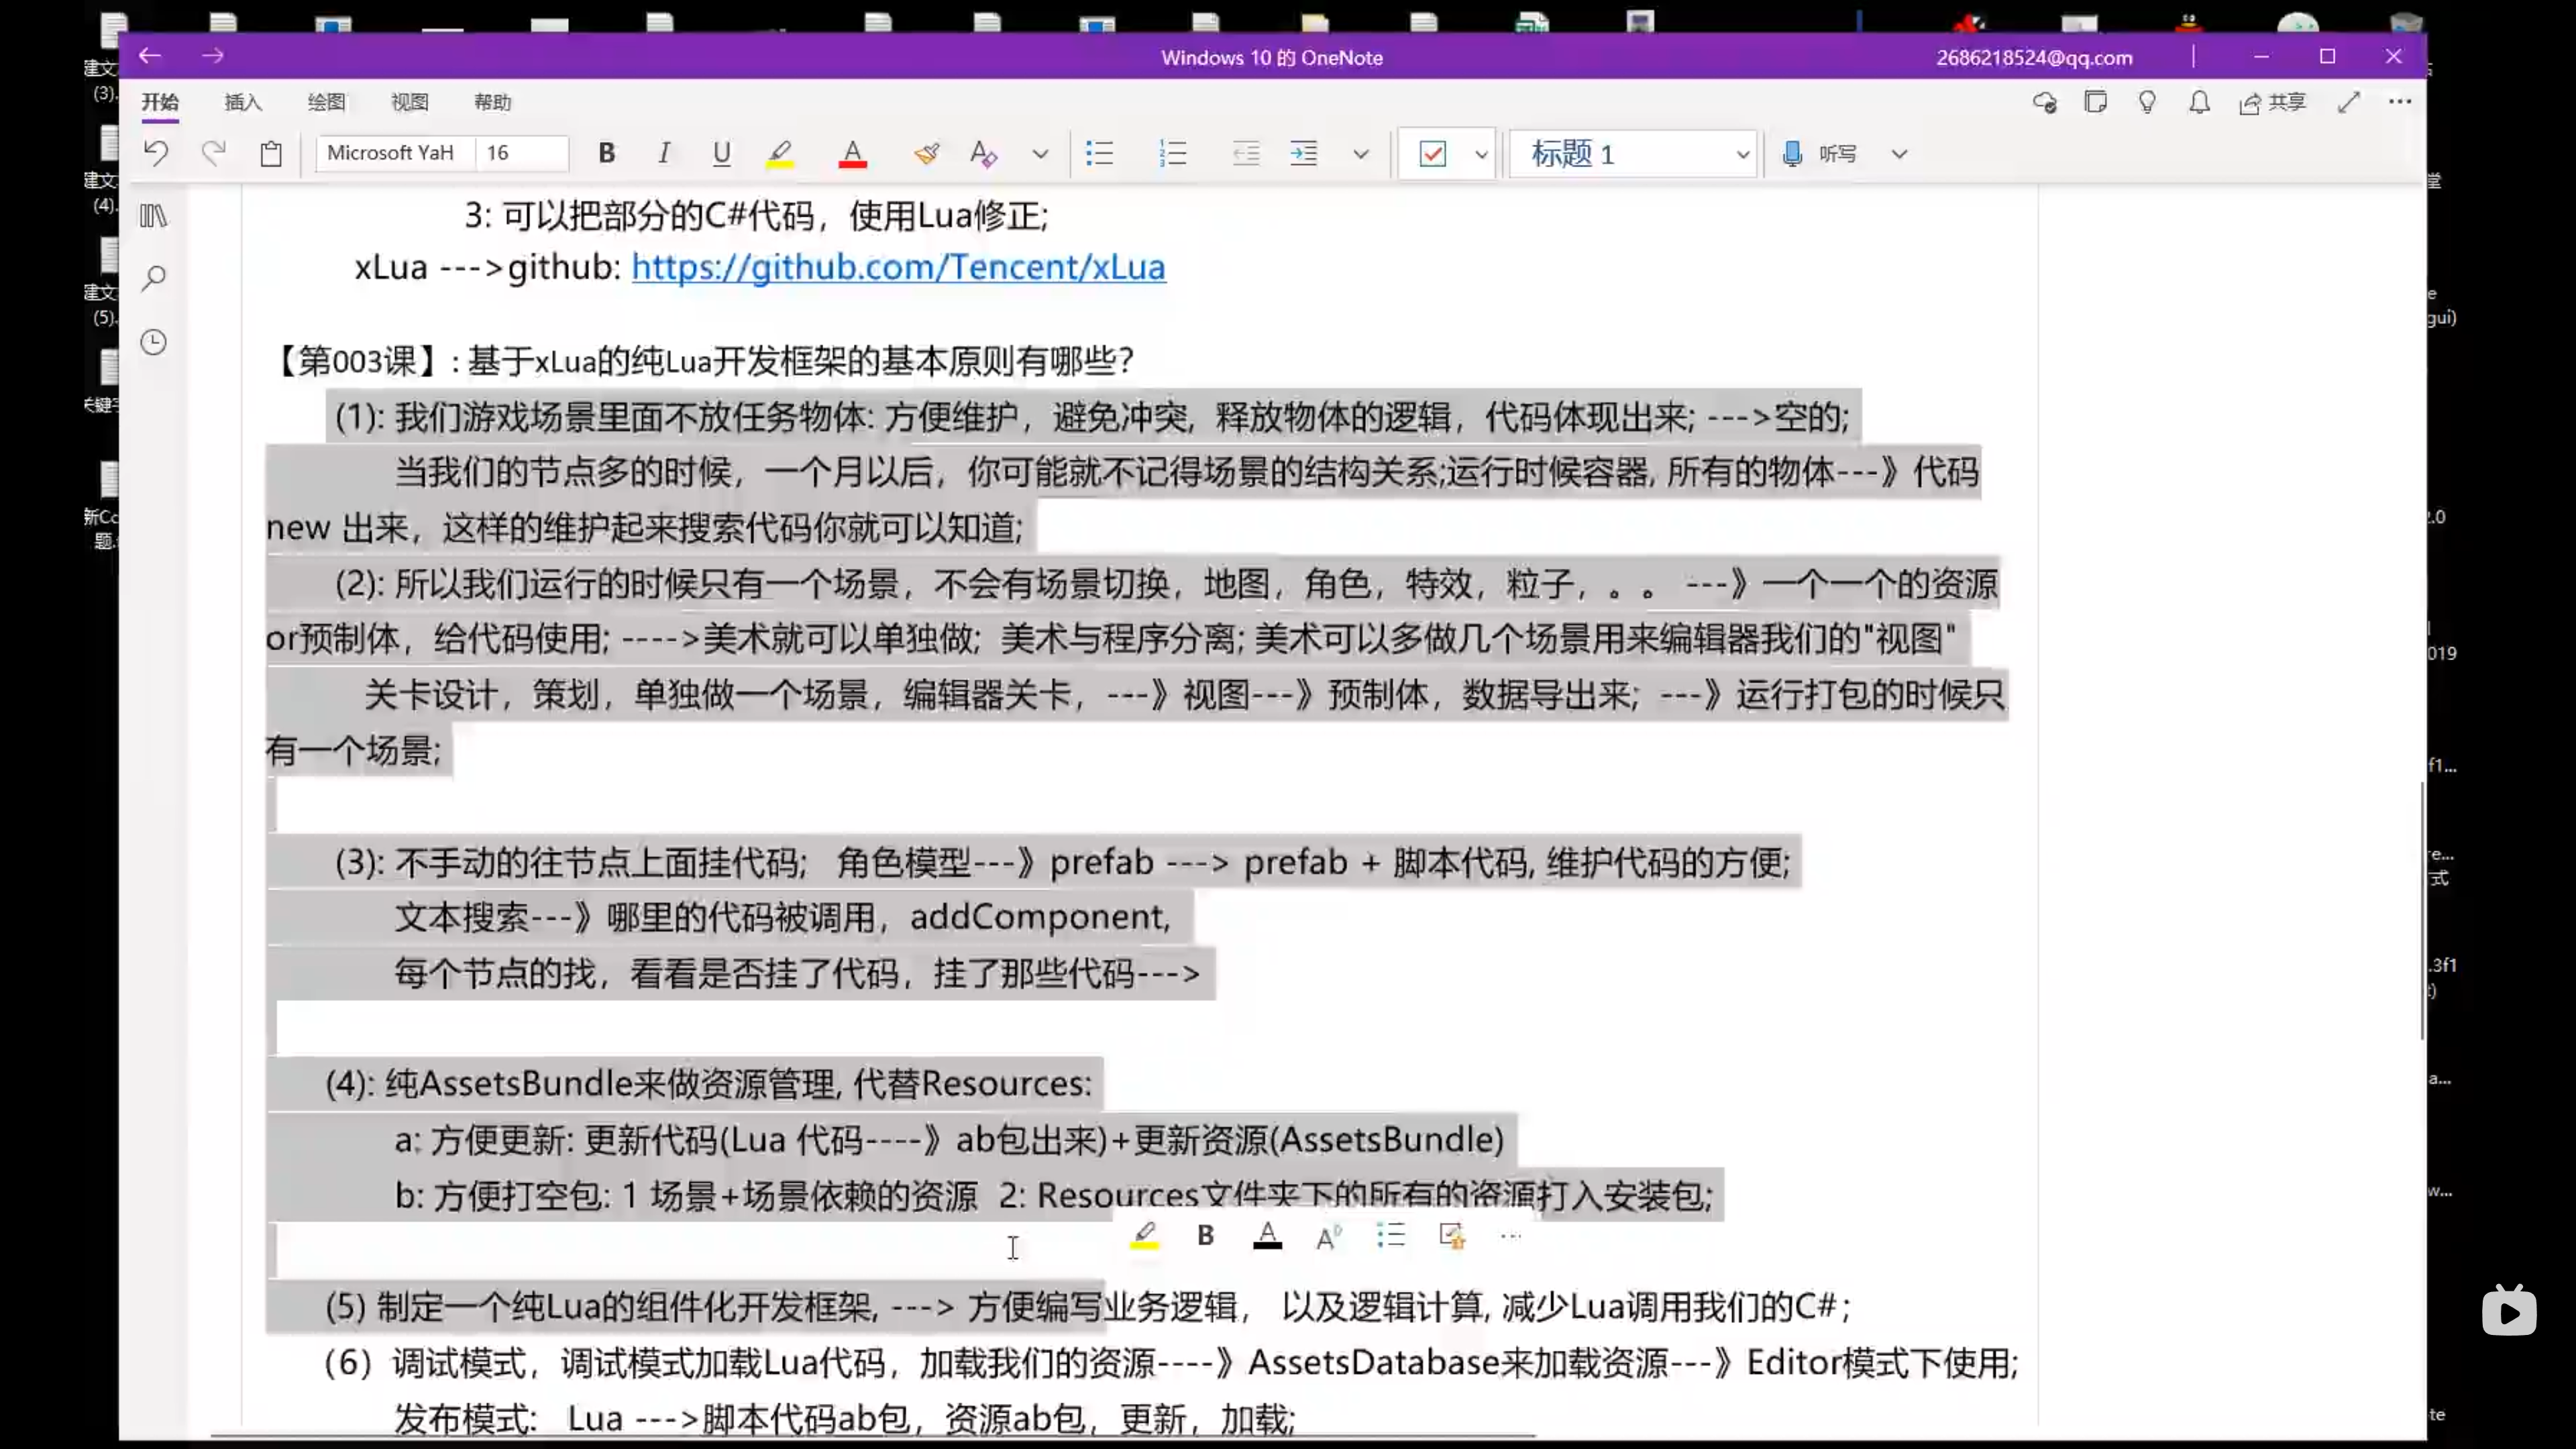 Windows 10 的 OneNote
2686218524@qq.com
开始 插入 绘图 视图 帮助
共享
Microsoft YaH 16 B I U A 标题 1 听写
3: 可以把部分的C#代码，使用Lua修正;
xLua --->github: https://github.com/Tencent/xLua
【第003课】: 基于xLua的纯Lua开发框架的基本原则有哪些？
(1): 我们游戏场景里面不放任务物体: 方便维护，避免冲突, 释放物体的逻辑，代码体现出来; --->空的;
当我们的节点多的时候，一个月以后，你可能就不记得场景的结构关系;运行时候容器, 所有的物体---》代码
new 出来，这样的维护起来搜索代码你就可以知道;
(2): 所以我们运行的时候只有一个场景，不会有场景切换，地图，角色，特效，粒子，。。 ---》一个一个的资源
or预制体，给代码使用; ---->美术就可以单独做; 美术与程序分离; 美术可以多做几个场景用来编辑器我们的"视图"
关卡设计，策划，单独做一个场景，编辑器关卡，---》视图---》预制体，数据导出来; ---》运行打包的时候只
有一个场景;
(3): 不手动的往节点上面挂代码; 角色模型---》prefab ---> prefab + 脚本代码, 维护代码的方便;
文本搜索---》哪里的代码被调用，addComponent,
每个节点的找，看看是否挂了代码，挂了那些代码--->
(4): 纯AssetsBundle来做资源管理, 代替Resources:
a: 方便更新: 更新代码(Lua 代码----》ab包出来)+更新资源(AssetsBundle)
b: 方便打空包: 1 场景+场景依赖的资源 2: Resources文件夹下的所有的资源打入安装包;
(5) 制定一个纯Lua的组件化开发框架, ---> 方便编写业务逻辑， 以及逻辑计算, 减少Lua调用我们的C#;
（6）调试模式，调试模式加载Lua代码，加载我们的资源----》AssetsDatabase来加载资源---》Editor模式下使用;
发布模式: Lua --->脚本代码ab包，资源ab包，更新，加载;
建文
(3).
建文
(4).
建文
(5).
关键字
题.
gui)
019